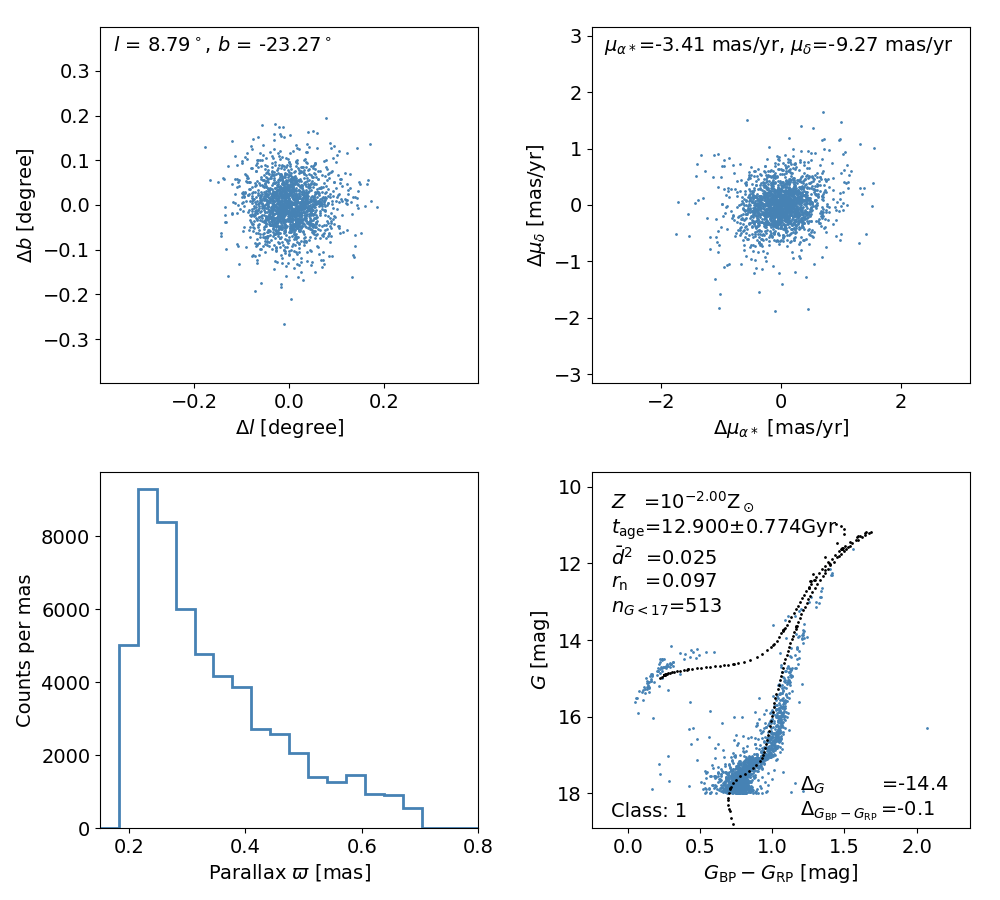 l = 8.79°, b = -23.27°
0.3
0.2
0.1
0.0
−0.1
−0.2
−0.3
Δb [degree]
−0.2 0.0 0.2
Δl [degree]
μα*=-3.41 mas/yr, μδ=-9.27 mas/yr
3
2
1
0
−1
−2
−3
Δμδ [mas/yr]
−2 0 2
Δμα* [mas/yr]
8000
6000
4000
2000
0
Counts per mas
0.2 0.4 0.6 0.8
Parallax ϖ [mas]
Z =10^−2.00 Z⊙
t_age=12.900±0.774Gyr
d̄² =0.025
r_n =0.097
n_G<17=513
10
12
14
16
18
G [mag]
Δ_G =-14.4
Δ_GBP−GRP =-0.1
Class: 1
0.0 0.5 1.0 1.5 2.0
G_BP − G_RP [mag]